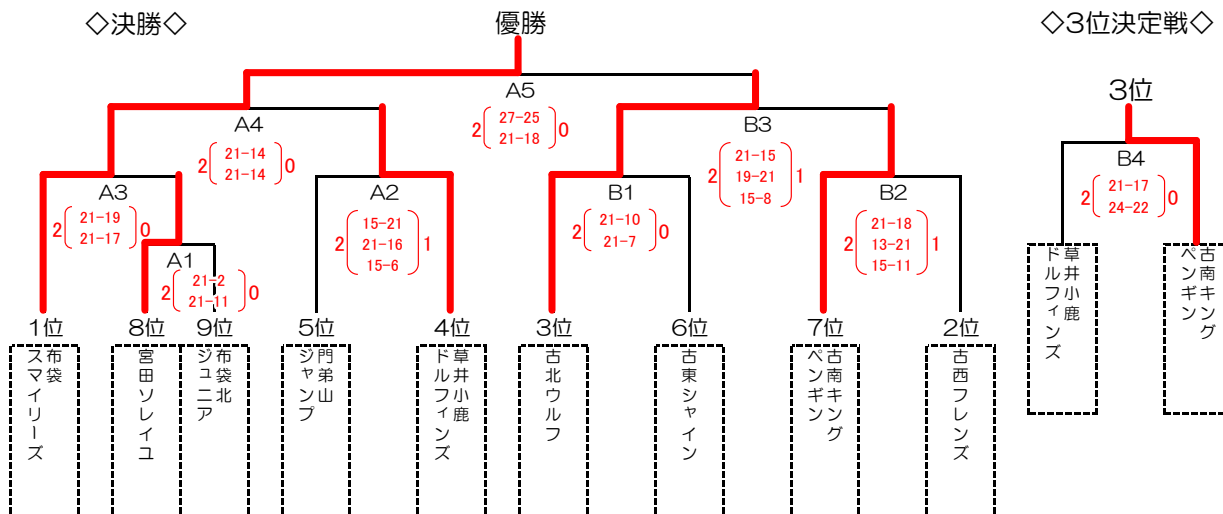 ◇決勝◇
優勝
◇3位決定戦◇
A5
2 27-25 0
21-18
3位
A4
2 21-14 0
21-14
B3
2 21-15 1
19-21
15-8
B4
2 21-17 0
24-22
A3
2 21-19 0
21-17
A2
2 15-21 1
21-16
15-6
B1
2 21-10 0
21-7
B2
2 21-18 1
13-21
15-11
A1
2 21-2 0
21-11
草井小鹿
ドルフィンズ
古南キング
ペンギン
1位
8位
9位
5位
4位
3位
6位
7位
2位
布袋
スマイリーズ
宮田ソレイユ
布袋北
ジュニア
門弟山
ジャンプ
草井小鹿
ドルフィンズ
古北ウルフ
古東シャイン
古南キング
ペンギン
古西フレンズ